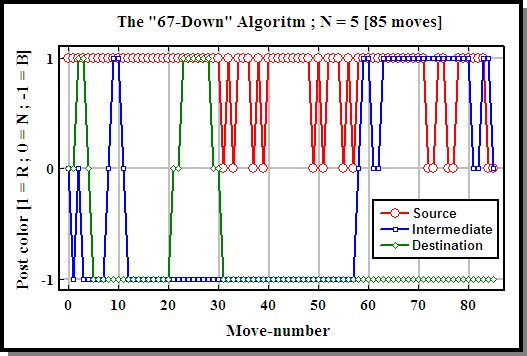 The "67-Down" Algoritm ; N = 5 [85 moves]
Post color [1 = R ; 0 = N ; -1 = B]
1
0
-1
Source
Intermediate
Destination
0 10 20 30 40 50 60 70 80
Move-number